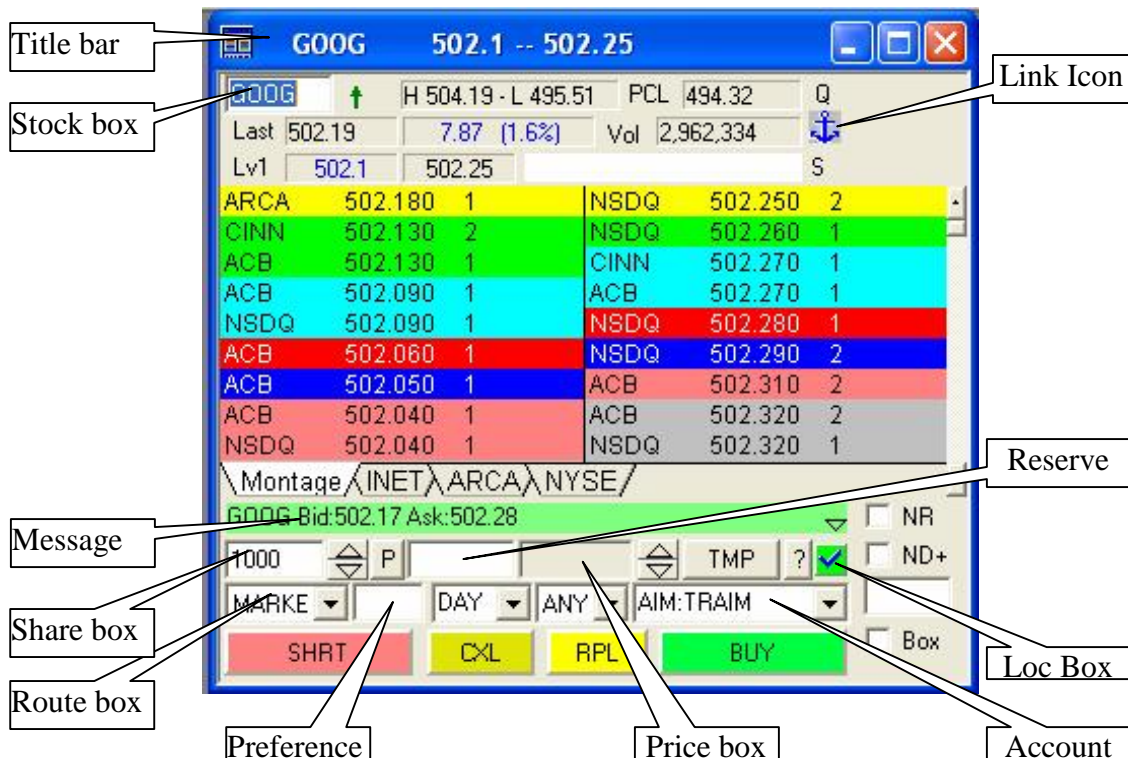 Title bar
Stock box
Message
Share box
Route box
Preference
Price box
Account
Loc Box
Reserve
Link Icon
GOOG 502.1 -- 502.25
GOOG H 504.19 - L 495.51 PCL 494.32 Q
Last 502.19 7.87 (1.6%) Vol 2,962,334
Lv1 502.1 502.25 S
ARCA 502.180 1 NSDQ 502.250 2
CINN 502.130 2 NSDQ 502.260 1
ACB 502.130 1 CINN 502.270 1
ACB 502.090 1 ACB 502.270 1
NSDQ 502.090 1 NSDQ 502.280 1
ACB 502.060 1 NSDQ 502.290 2
ACB 502.050 1 ACB 502.310 2
ACB 502.040 1 ACB 502.320 2
NSDQ 502.040 1 NSDQ 502.320 1
Montage INET ARCA NYSE
GOOG Bid:502.17 Ask:502.28 NR
1000 P TMP ? ND+
MARKE DAY ANY AIM:TRAIM
SHRT CXL RPL BUY Box